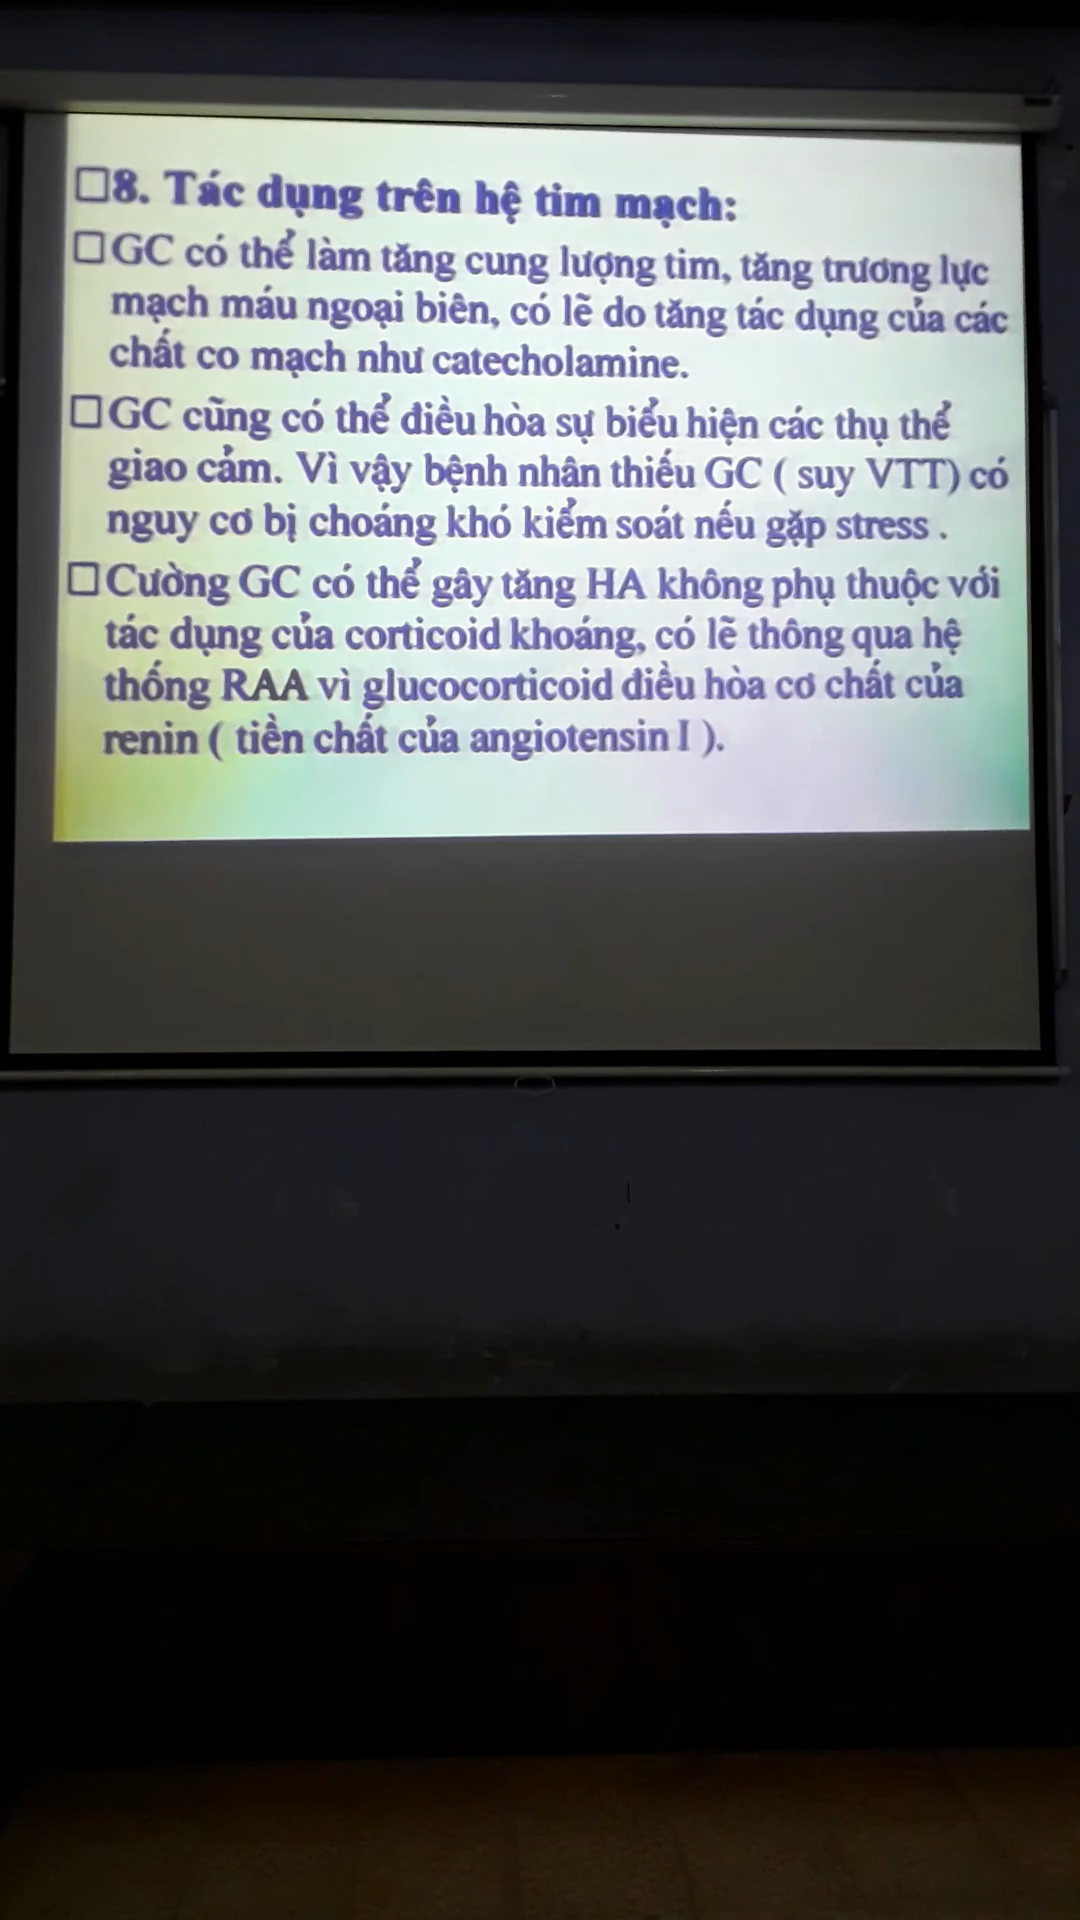 □8. Tác dụng trên hệ tim mạch:
□GC có thể làm tăng cung lượng tim, tăng trương lực
mạch máu ngoại biên, có lẽ do tăng tác dụng của các
chất co mạch như catecholamine.
□GC cũng có thể điều hòa sự biểu hiện các thụ thể
giao cảm. Vì vậy bệnh nhân thiếu GC ( suy VTT) có
nguy cơ bị choáng khó kiểm soát nếu gặp stress .
□Cường GC có thể gây tăng HA không phụ thuộc với
tác dụng của corticoid khoáng, có lẽ thông qua hệ
thống RAA vì glucocorticoid điều hòa cơ chất của
renin ( tiền chất của angiotensin I ).